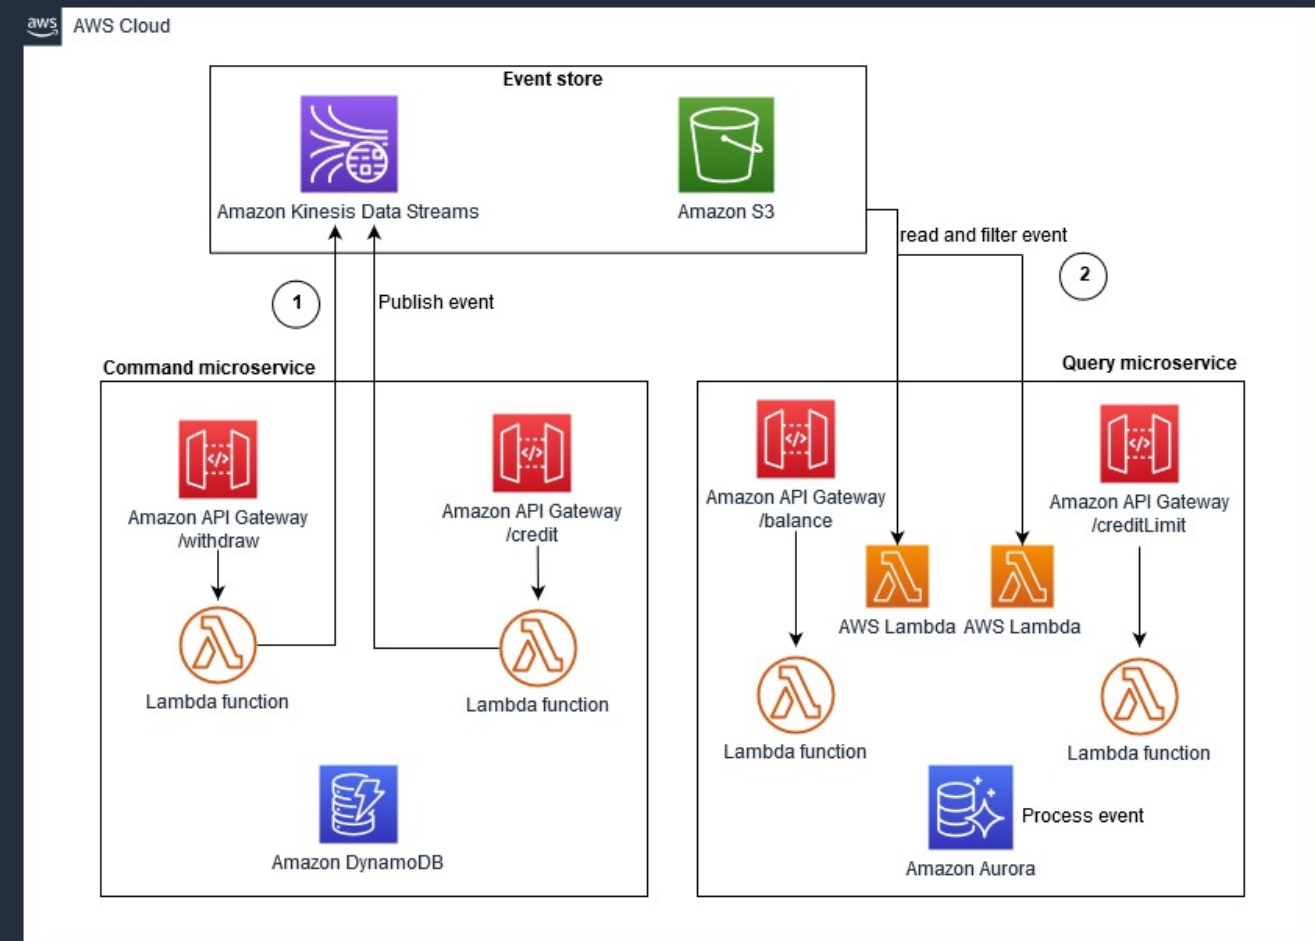 aws
AWS Cloud
Event store
Amazon Kinesis Data Streams
Amazon S3
read and filter event
2
1
Publish event
Command microservice
Query microservice
Amazon API Gateway
/withdraw
Amazon API Gateway
/credit
Amazon API Gateway
/balance
Amazon API Gateway
/creditLimit
AWS Lambda
AWS Lambda
Lambda function
Lambda function
Lambda function
Lambda function
Amazon DynamoDB
Process event
Amazon Aurora